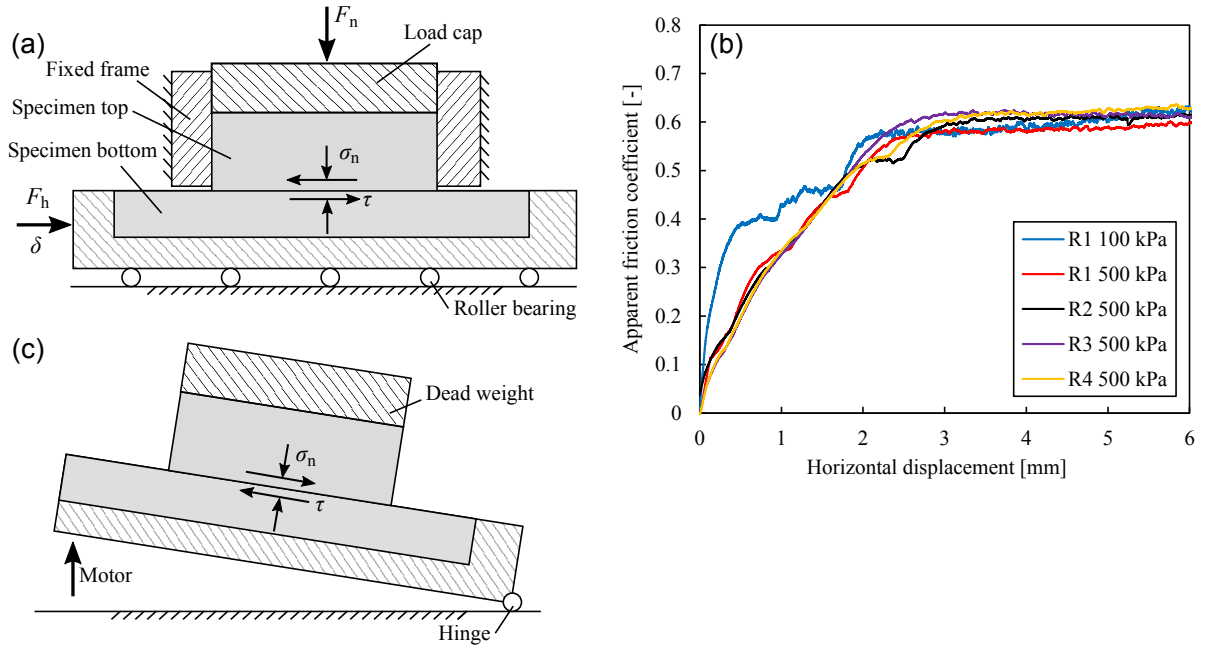 (a)
Fn
Load cap
Fixed frame
Specimen top
Specimen bottom
σn
τ
Fh
δ
Roller bearing
(b)
Apparent friction coefficient [-]
0.8
0.7
0.6
0.5
0.4
0.3
0.2
0.1
0
0 1 2 3 4 5 6
Horizontal displacement [mm]
R1 100 kPa
R1 500 kPa
R2 500 kPa
R3 500 kPa
R4 500 kPa
(c)
Dead weight
σn
τ
Motor
Hinge